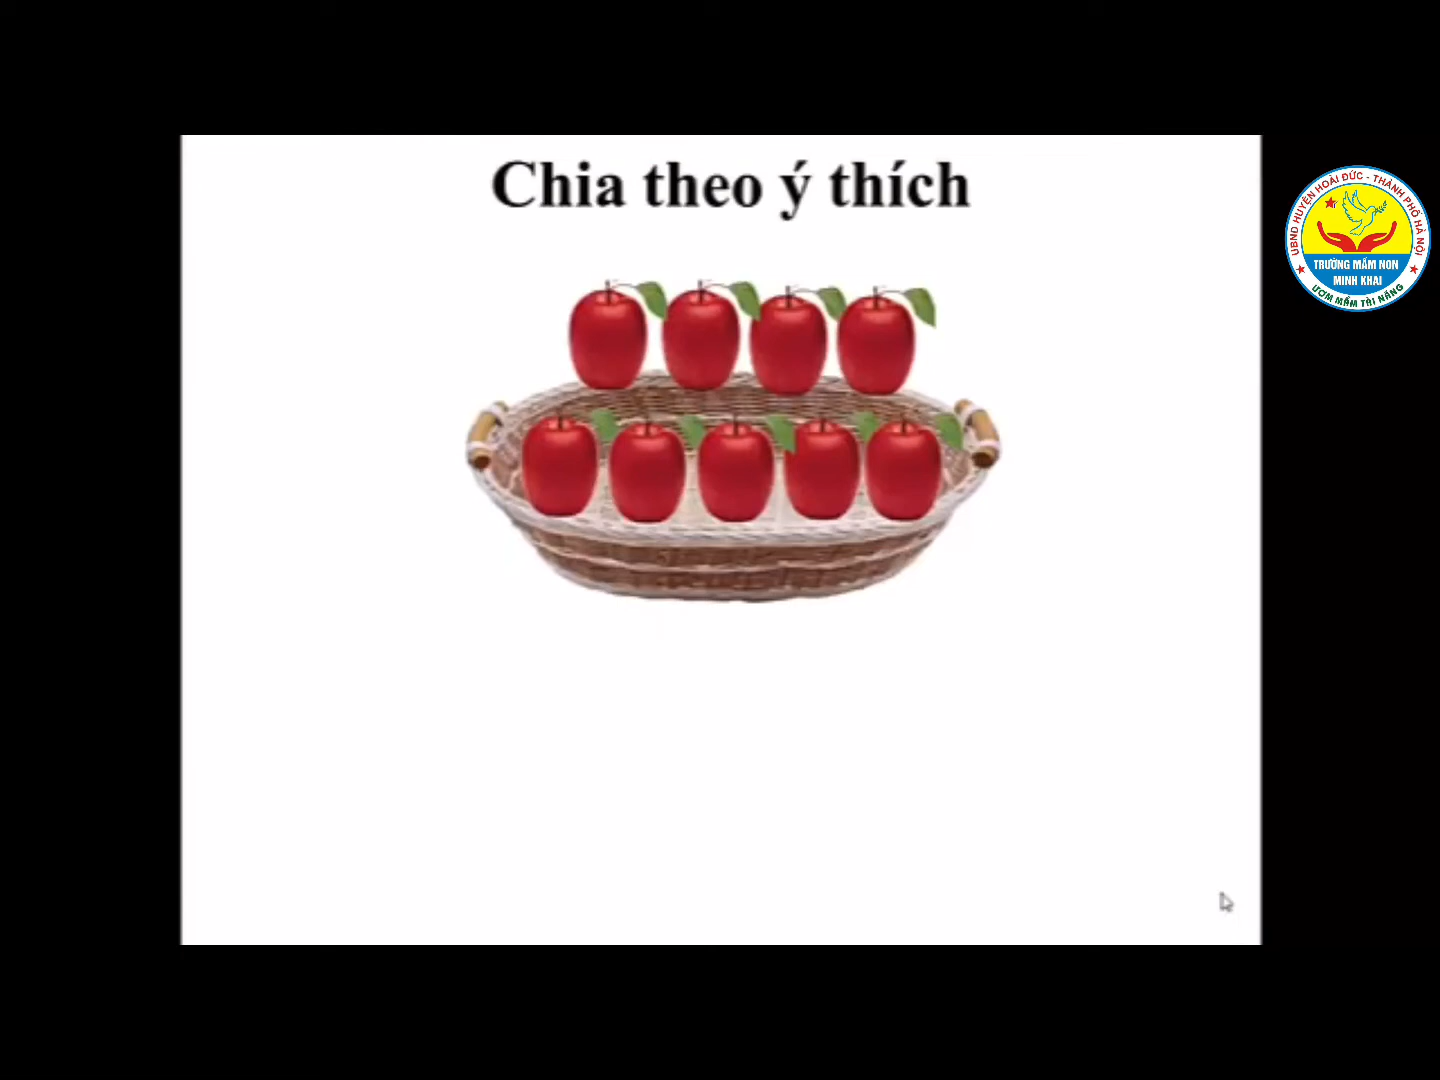 Chia theo ý thích
UBND HUYỆN HOÀI ĐỨC - THÀNH PHỐ HÀ NỘI
TRƯỜNG MẦM NON
MINH KHAI
ƯƠM MẦM TÀI NĂNG